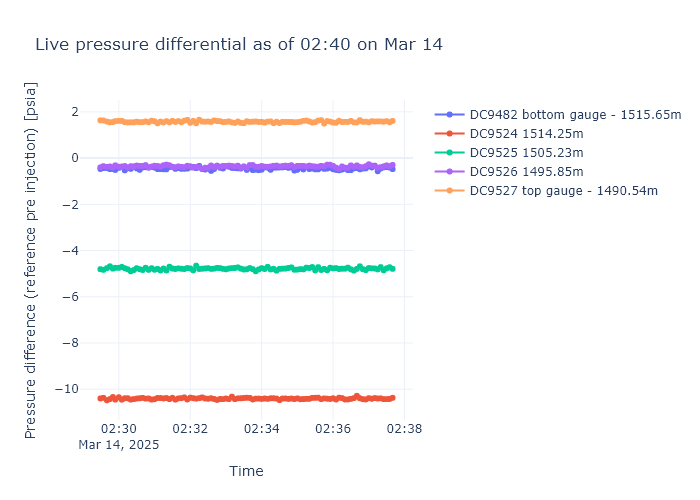 Live pressure differential as of 02:40 on Mar 14
Pressure difference (reference pre injection) [psia]
2
0
−2
−4
−6
−8
−10
02:30
02:32
02:34
02:36
02:38
Mar 14, 2025
Time
DC9482 bottom gauge - 1515.65m
DC9524 1514.25m
DC9525 1505.23m
DC9526 1495.85m
DC9527 top gauge - 1490.54m